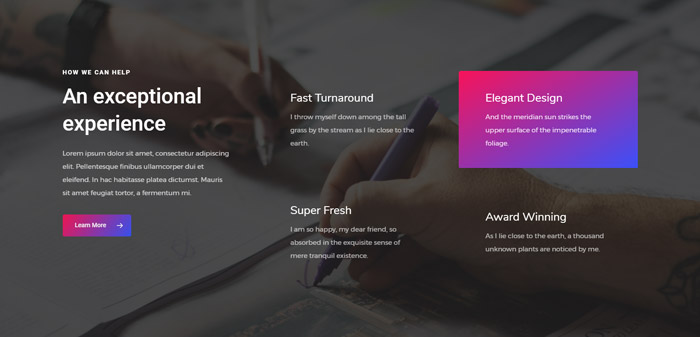 HOW WE CAN HELP
An exceptional
experience
Lorem ipsum dolor sit amet, consectetur adipiscing
elit. Pellentesque finibus ullamcorper dui et
eleifend. In hac habitasse platea dictumst. Mauris
sit amet feugiat tortor, a fermentum mi.
Learn More
Fast Turnaround
I throw myself down among the tall
grass by the stream as I lie close to the
earth.
Elegant Design
And the meridian sun strikes the
upper surface of the impenetrable
foliage.
Super Fresh
I am so happy, my dear friend, so
absorbed in the exquisite sense of
mere tranquil existence.
Award Winning
As I lie close to the earth, a thousand
unknown plants are noticed by me.